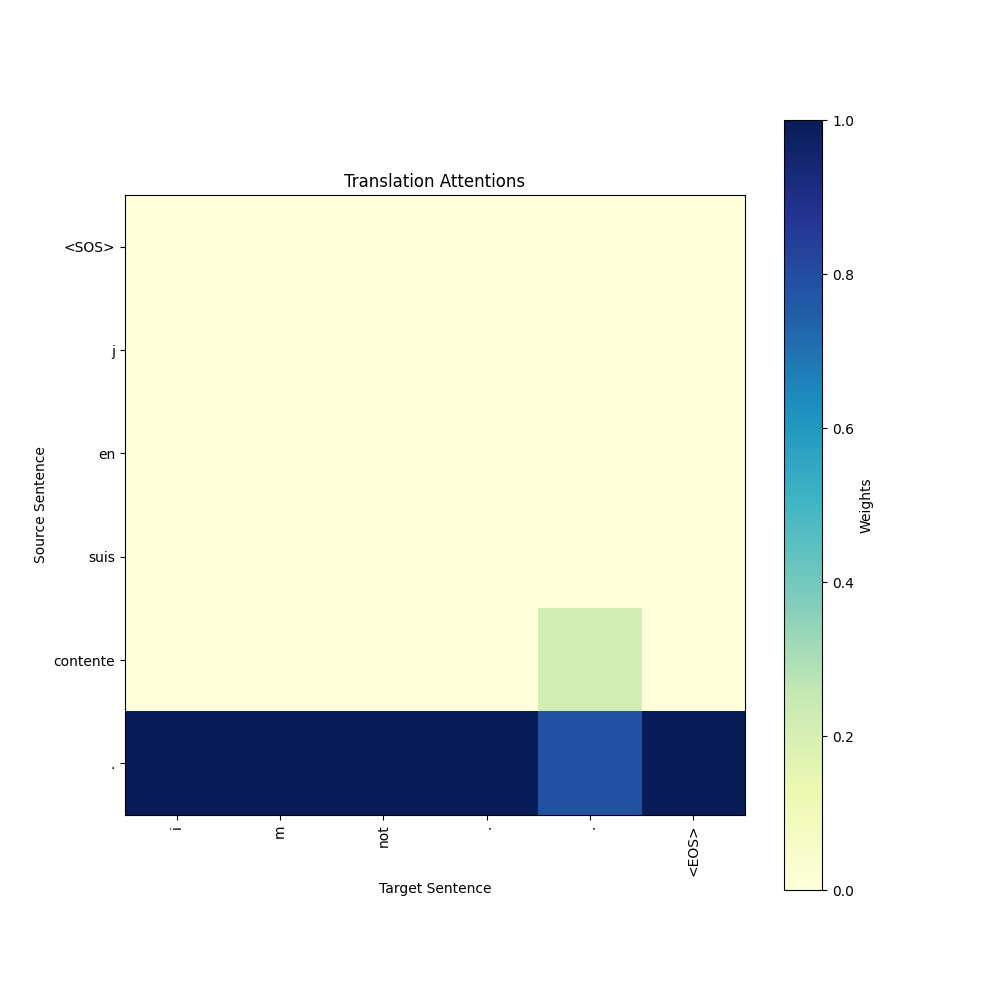 Translation Attentions
Source Sentence
<SOS>
j
en
suis
contente
.
i
m
not
.
.
<EOS>
Target Sentence
1.0
0.8
0.6
0.4
0.2
0.0
Weights